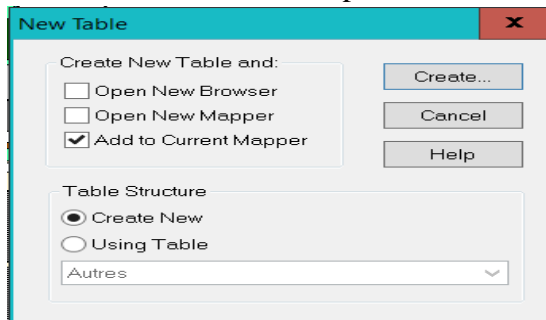 New Table
Create New Table and:
Open New Browser
Open New Mapper
Add to Current Mapper
Create...
Cancel
Help
Table Structure
Create New
Using Table
Autres